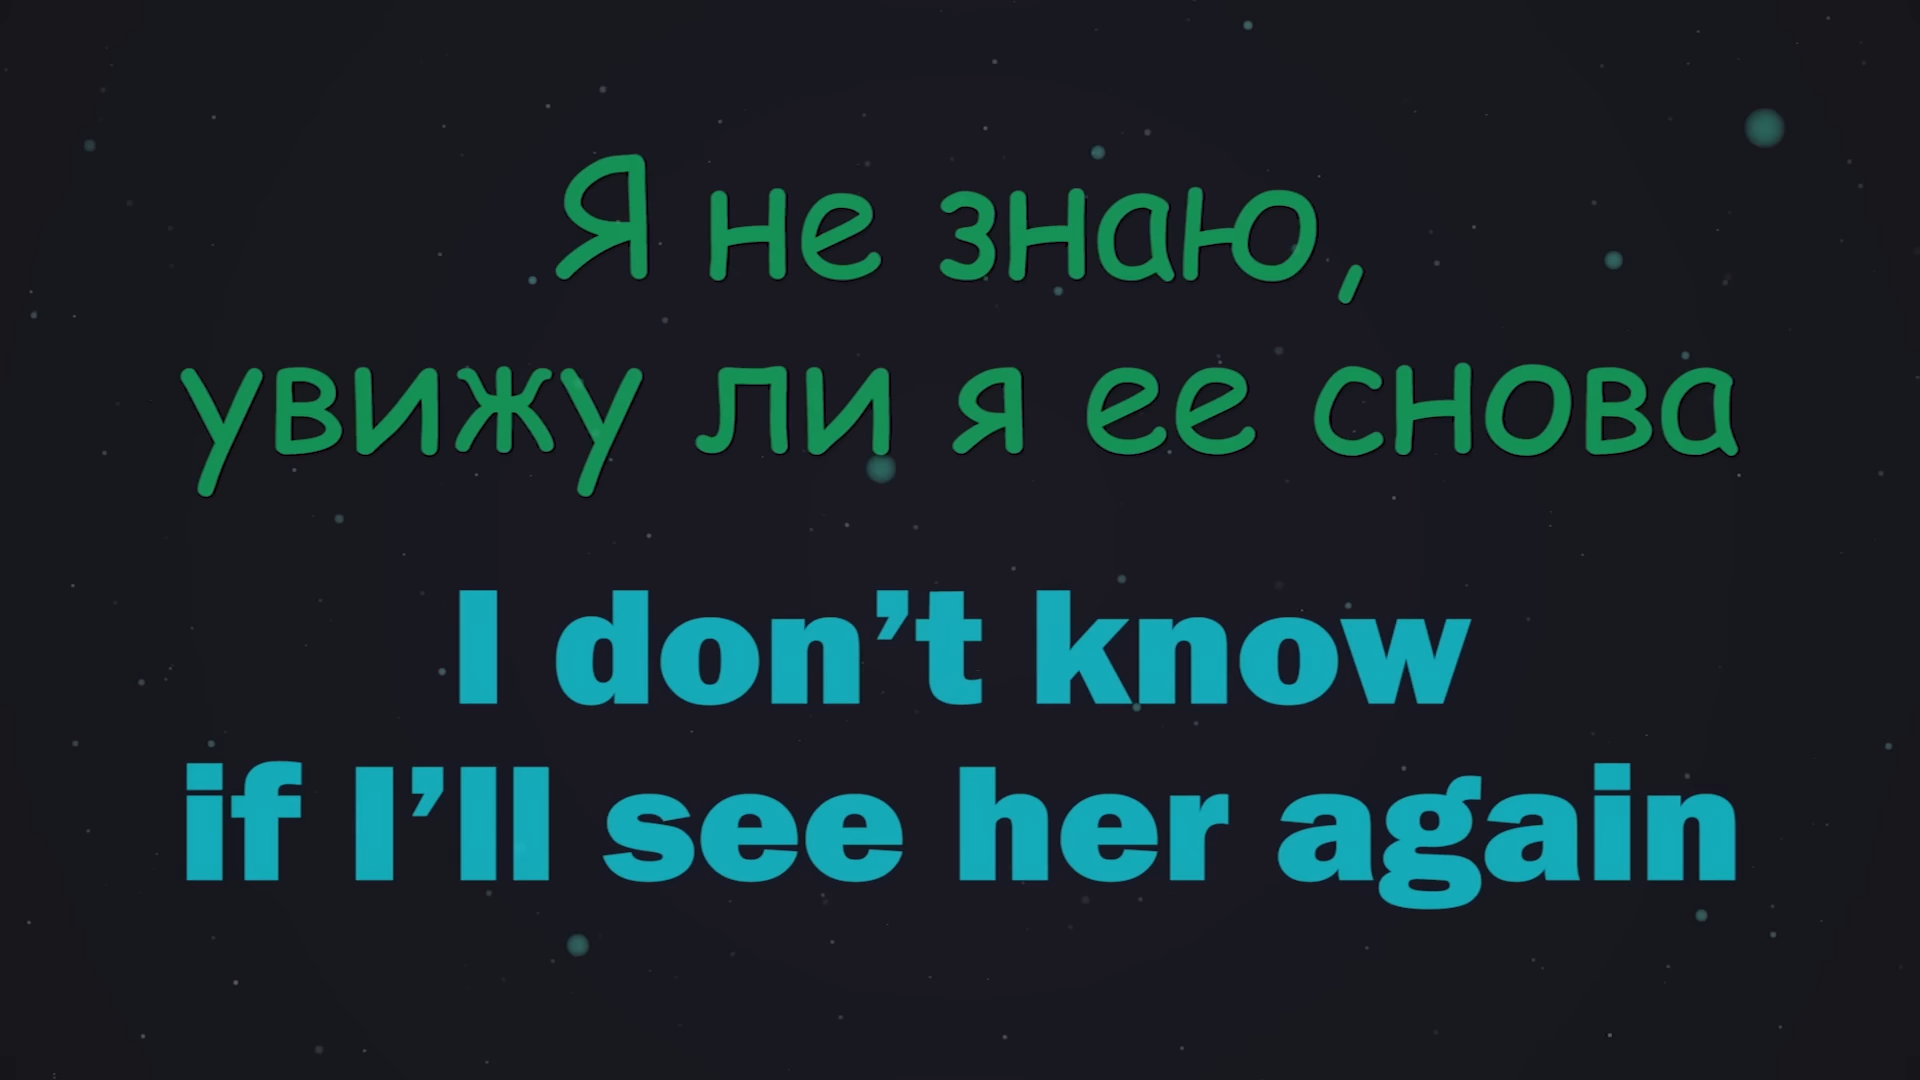 Я не знаю,
увижу ли я ее снова
I don’t know
if I’ll see her again